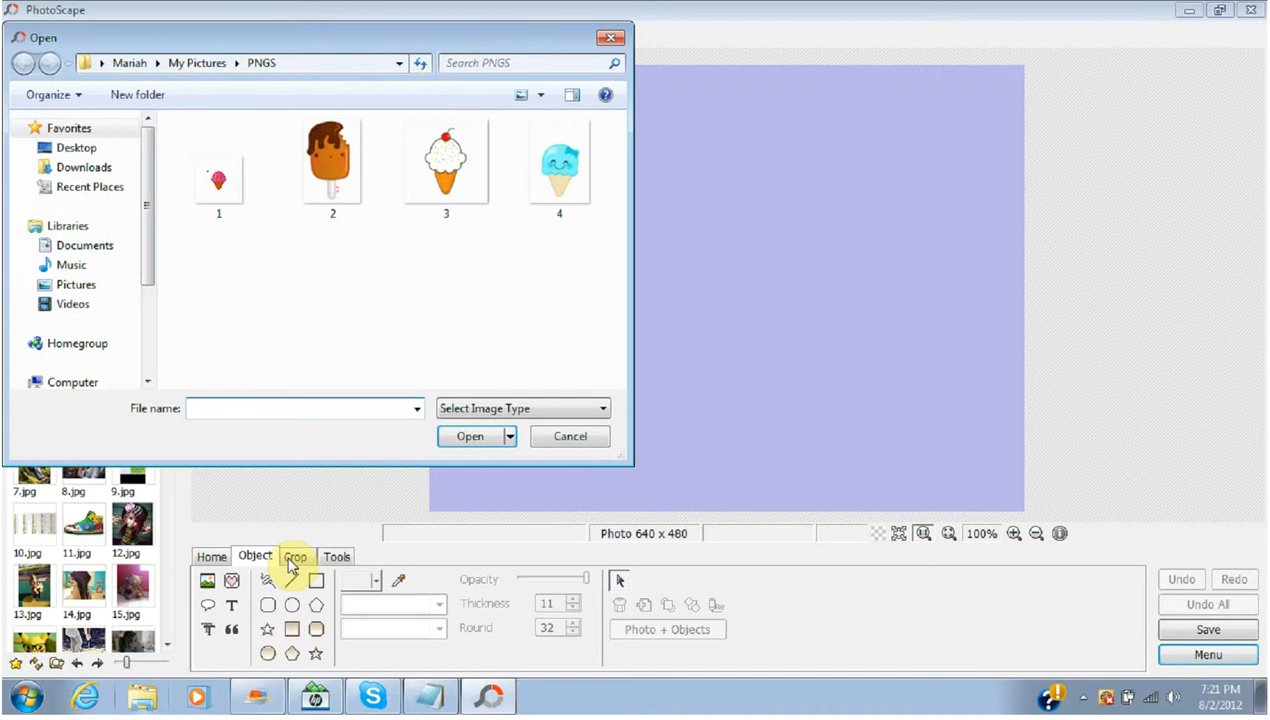 PhotoScape
Open
Mariah
My Pictures
PNGS
Search PNGS
Organize
New folder
Favorites
Desktop
Downloads
Recent Places
Libraries
Documents
Music
Pictures
Videos
Homegroup
Computer
1
2
3
4
File name:
Select Image Type
Open
Cancel
7.jpg
8.jpg
9.jpg
10.jpg
11.jpg
12.jpg
13.jpg
14.jpg
15.jpg
Photo 640 x 480
100%
Home
Object
Crop
Tools
Opacity
Thickness
11
Round
32
Photo + Objects
Undo
Redo
Undo All
Save
Menu
7:21 PM
8/2/2012